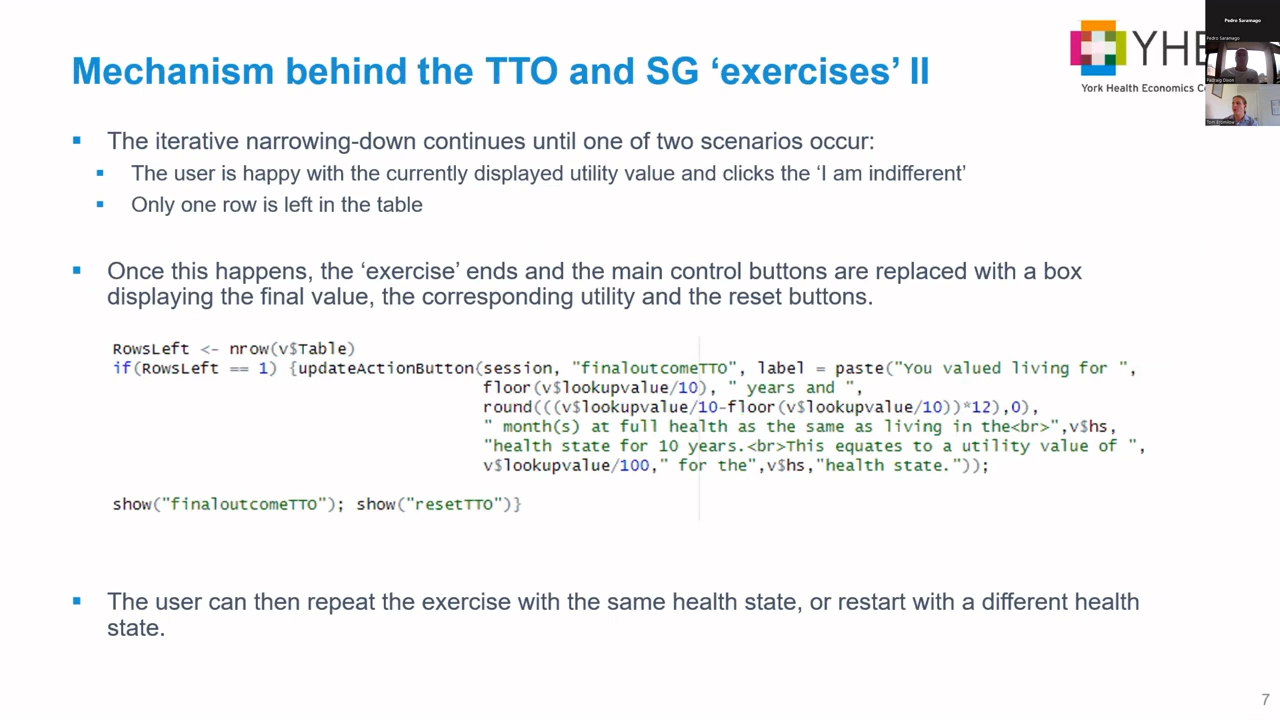 Mechanism behind the TTO and SG ‘exercises’ II
YHE
York Health Economics Co
Pedro Saramago
Pedro Saramago
Padraig Dixon
The iterative narrowing-down continues until one of two scenarios occur:
The user is happy with the currently displayed utility value and clicks the ‘I am indifferent’
Only one row is left in the table
Once this happens, the ‘exercise’ ends and the main control buttons are replaced with a box
displaying the final value, the corresponding utility and the reset buttons.
RowsLeft <- nrow(v$Table)
if(RowsLeft == 1) {updateActionButton(session, "finaloutcomeTTO", label = paste("You valued living for ",
floor(v$lookupvalue/10), " years and ",
round(((v$lookupvalue/10-floor(v$lookupvalue/10))*12),0),
" month(s) at full health as the same as living in the<br>",v$hs,
"health state for 10 years.<br>This equates to a utility value of ",
v$lookupvalue/100," for the",v$hs,"health state."));
show("finaloutcomeTTO"); show("resetTTO")}
The user can then repeat the exercise with the same health state, or restart with a different health
state.
7